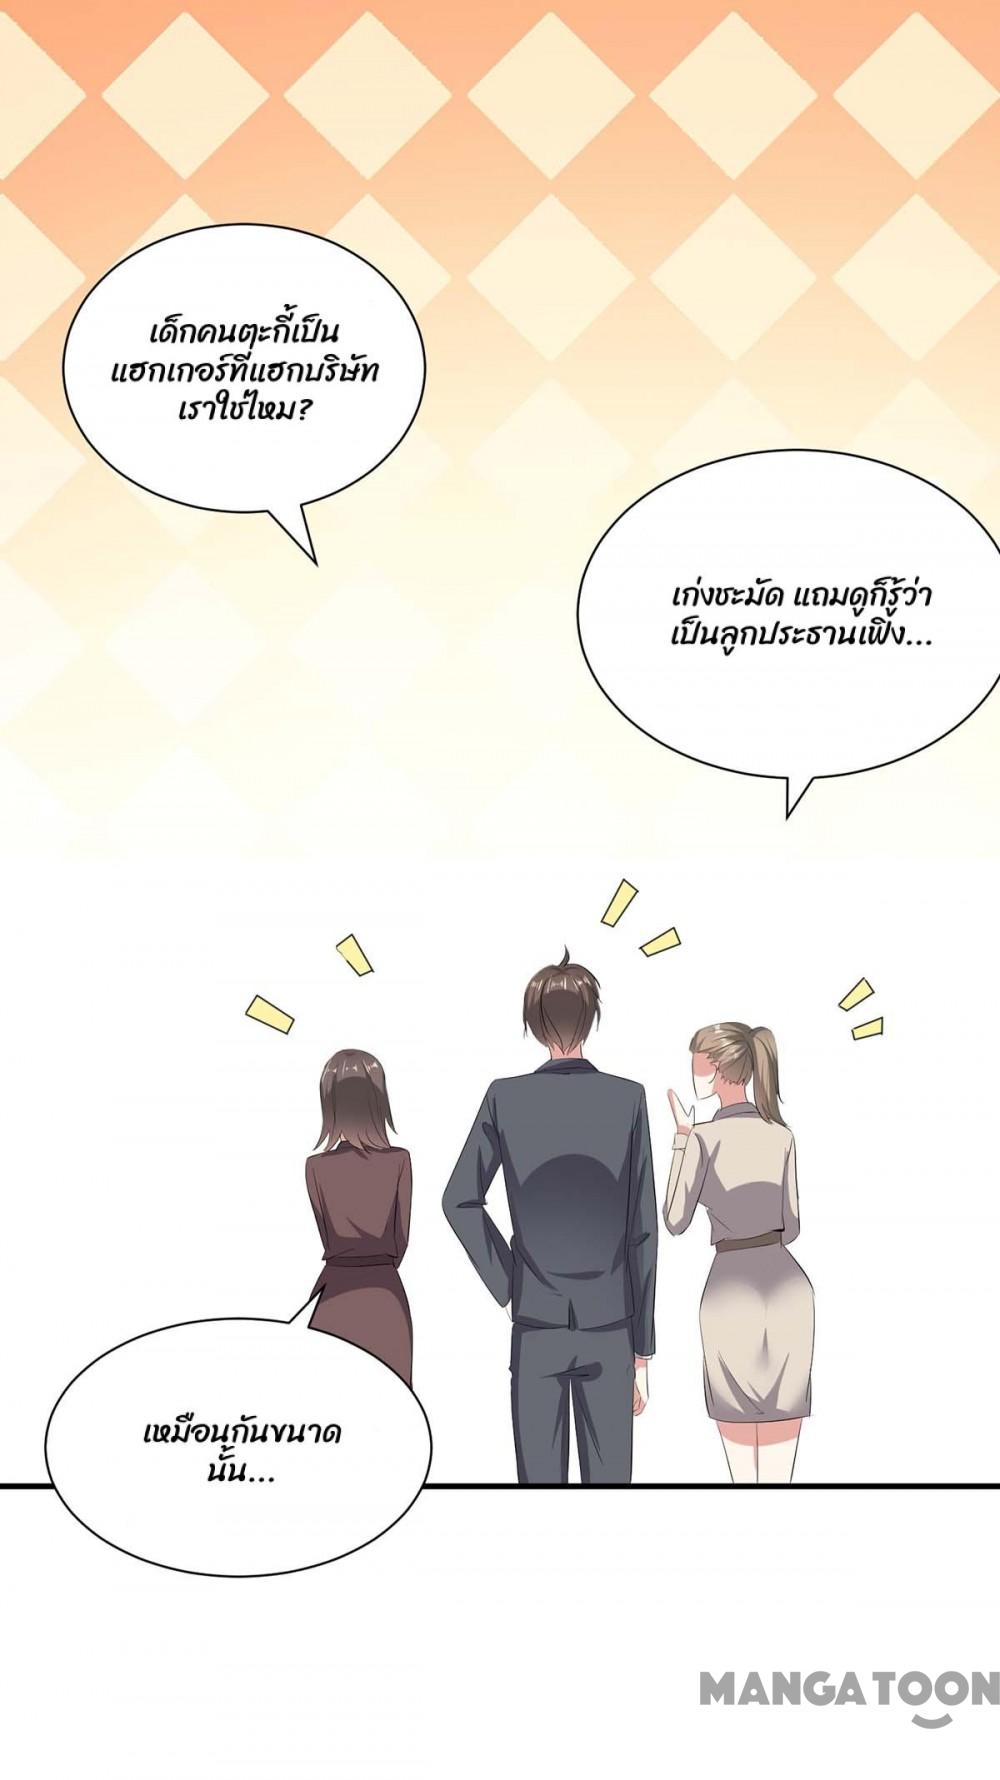 เด็กคนตะกี้เป็น
แฮกเกอร์ที่แฮกบริษัท
เราใช่ไหม?
เก่งชะมัด แถมดูก็รู้ว่า
เป็นลูกประธานเฟิง...
เหมือนกันขนาด
นั้น...
MANGATOON